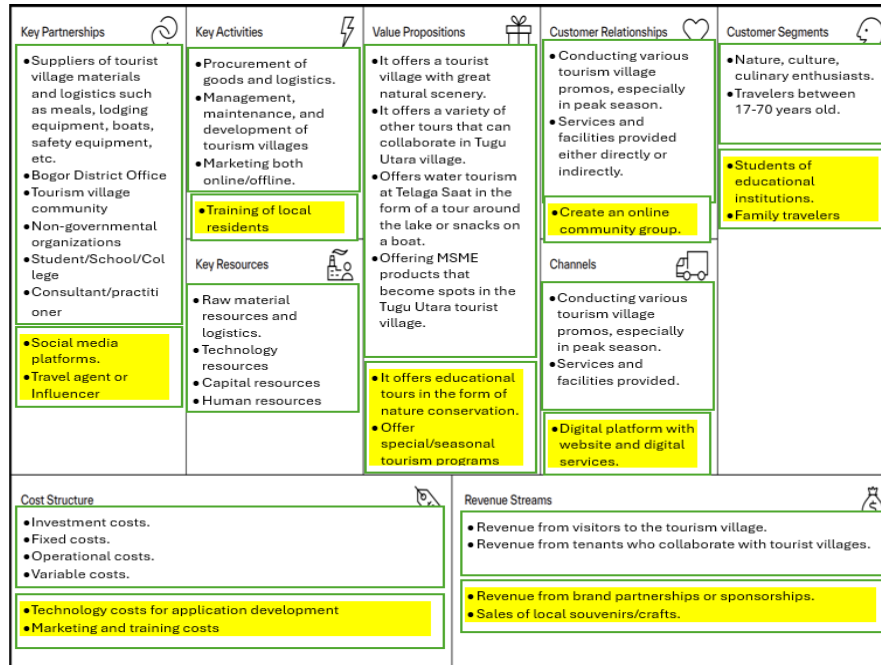 Key Partnerships
●Suppliers of tourist
village materials
and logistics such
as meals, lodging
equipment, boats,
safety equipment,
etc.
●Bogor District Office
●Tourism village
community
●Non-governmental
organizations
●Student/School/Col
lege
●Consultant/practiti
oner
●Social media
platforms.
●Travel agent or
Influencer
Key Activities
●Procurement of
goods and logistics.
●Management,
maintenance, and
development of
tourism villages
●Marketing both
online/offline.
●Training of local
residents
Key Resources
●Raw material
resources and
logistics.
●Technology
resources
●Capital resources
●Human resources
Value Propositions
●It offers a tourist
village with great
natural scenery.
●It offers a variety of
other tours that can
collaborate in Tugu
Utara village.
●Offers water tourism
at Telaga Saat in the
form of a tour around
the lake or snacks on
a boat.
●Offering MSME
products that
become spots in the
Tugu Utara tourist
village.
●It offers educational
tours in the form of
nature conservation.
●Offer
special/seasonal
tourism programs
Customer Relationships
●Conducting various
tourism village
promos, especially
in peak season.
●Services and
facilities provided
either directly or
indirectly.
●Create an online
community group.
Channels
●Conducting various
tourism village
promos, especially
in peak season.
●Services and
facilities provided.
●Digital platform with
website and digital
services.
Customer Segments
●Nature, culture,
culinary enthusiasts.
●Travelers between
17-70 years old.
●Students of
educational
institutions.
●Family travelers
Cost Structure
●Investment costs.
●Fixed costs.
●Operational costs.
●Variable costs.
●Technology costs for application development
●Marketing and training costs
Revenue Streams
●Revenue from visitors to the tourism village.
●Revenue from tenants who collaborate with tourist villages.
●Revenue from brand partnerships or sponsorships.
●Sales of local souvenirs/crafts.